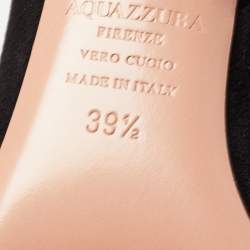 AQUAZZURA
FIRENZE
VERO CUOIO
MADE IN ITALY
39½